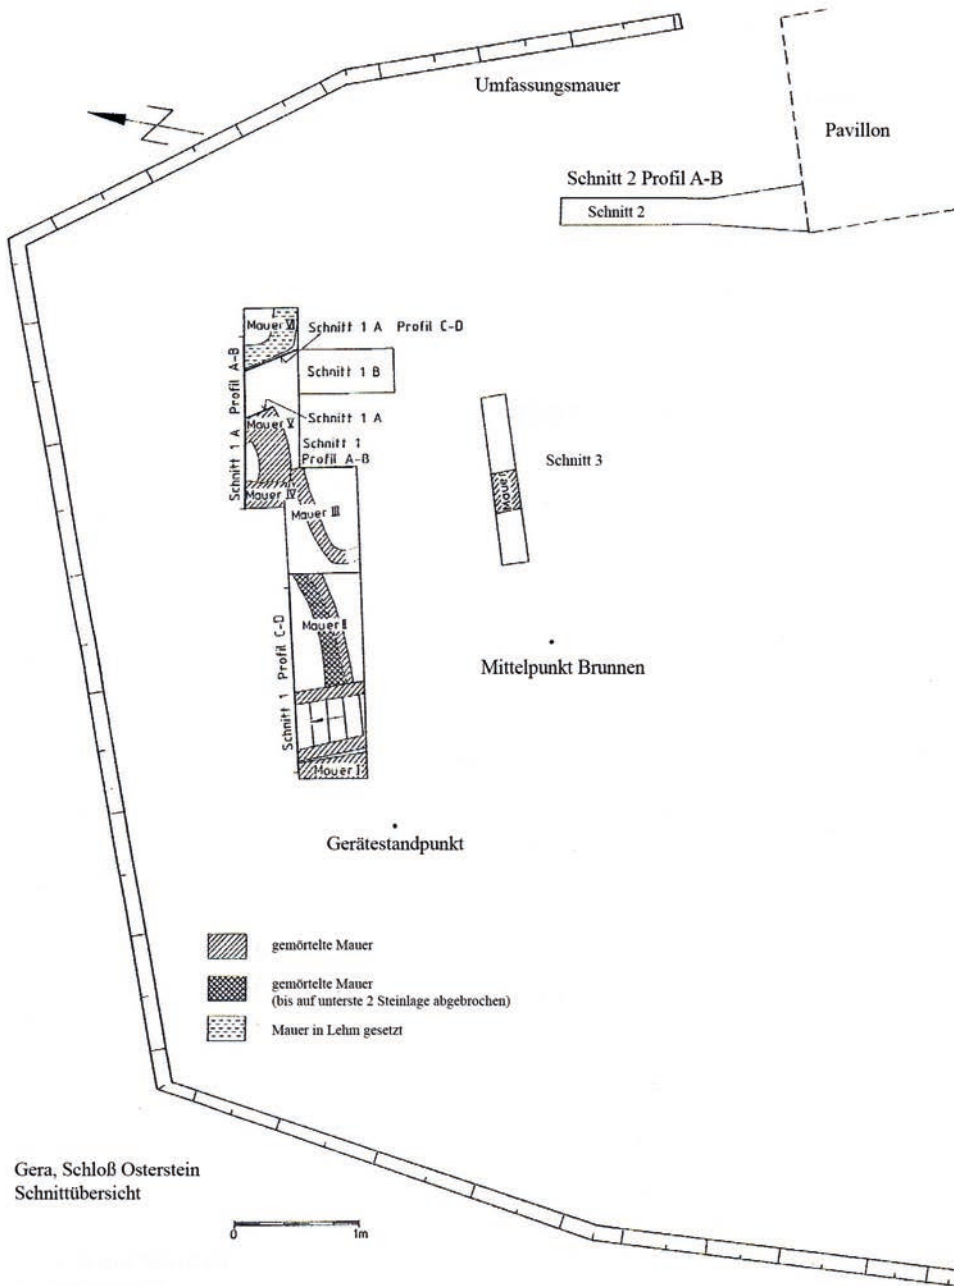 Umfassungsmauer
Pavillon
N
Schnitt 2 Profil A-B
Schnitt 2
Mauer VI
Schnitt 1 A Profil C-D
Schnitt 1 A Profil A-B
Schnitt 1 B
Schnitt 1 A
Mauer V
Schnitt 1
Profil A-B
Mauer IV
Mauer III
Schnitt 3
Mauer
Mauer II
Schnitt 1 Profil C-D
Mittelpunkt Brunnen
Mauer I
Gerätestandpunkt
gemörtelte Mauer
gemörtelte Mauer
(bis auf unterste 2 Steinlage abgebrochen)
Mauer in Lehm gesetzt
Gera, Schloß Osterstein
Schnittübersicht
0 1m